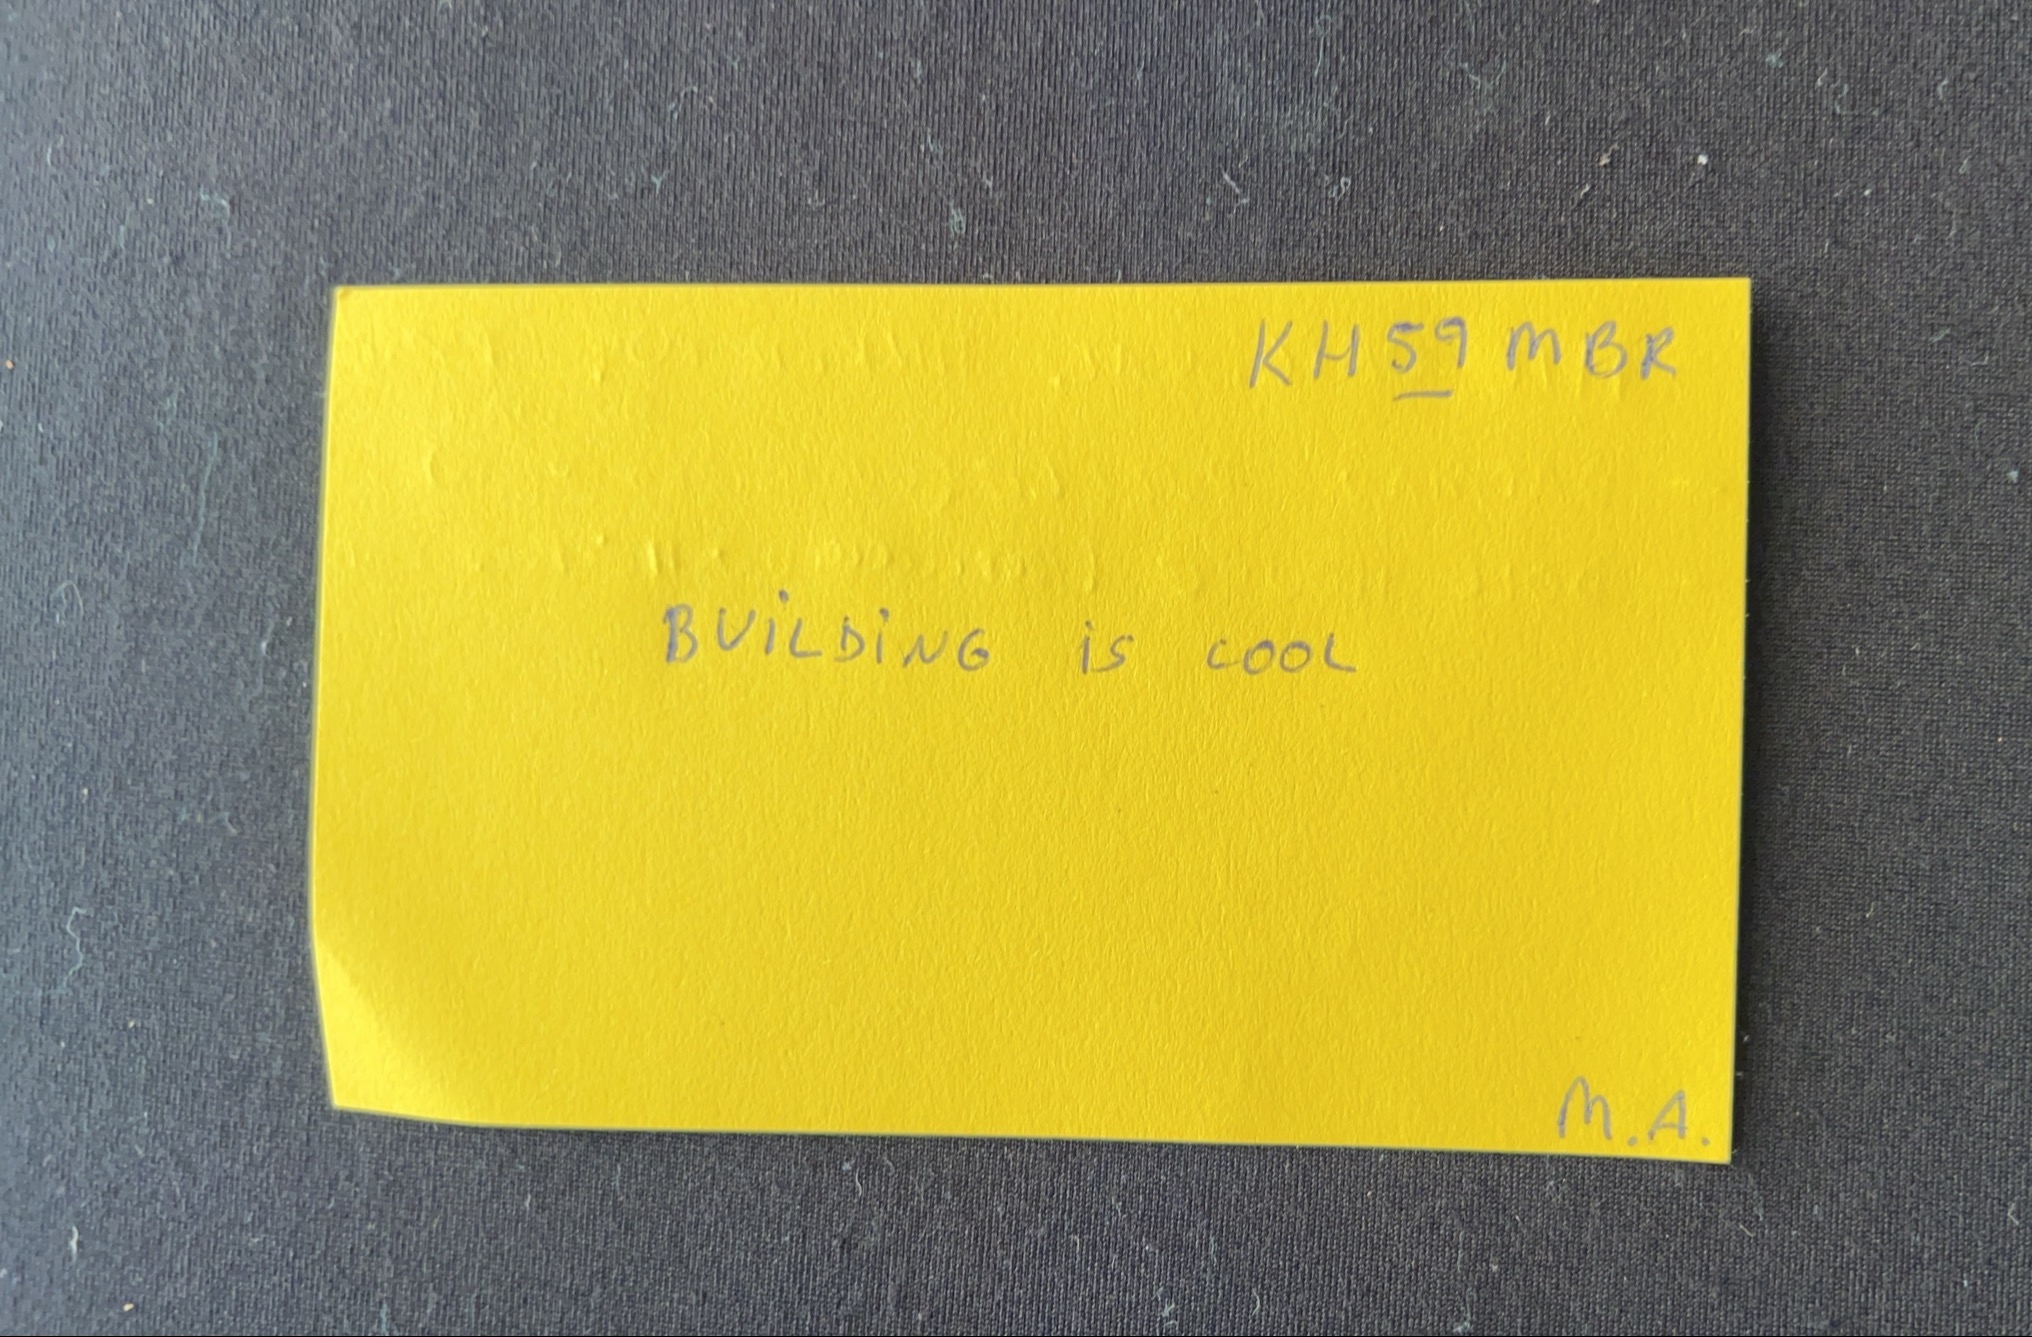 KH59 MBR
BUiLDiNG is COOL
M.A.